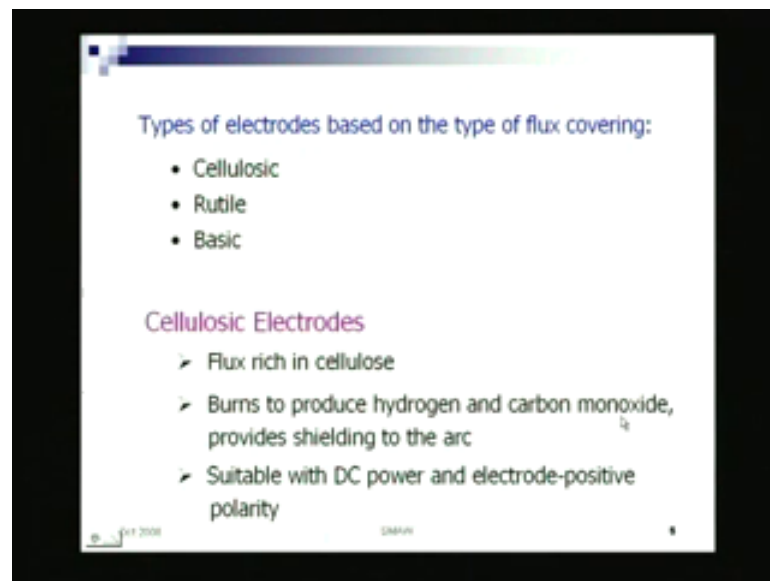 Types of electrodes based on the type of flux covering:
• Cellulosic
• Rutile
• Basic
Cellulosic Electrodes
➢ Flux rich in cellulose
➢ Burns to produce hydrogen and carbon monoxide,
provides shielding to the arc
➢ Suitable with DC power and electrode-positive
polarity
2008